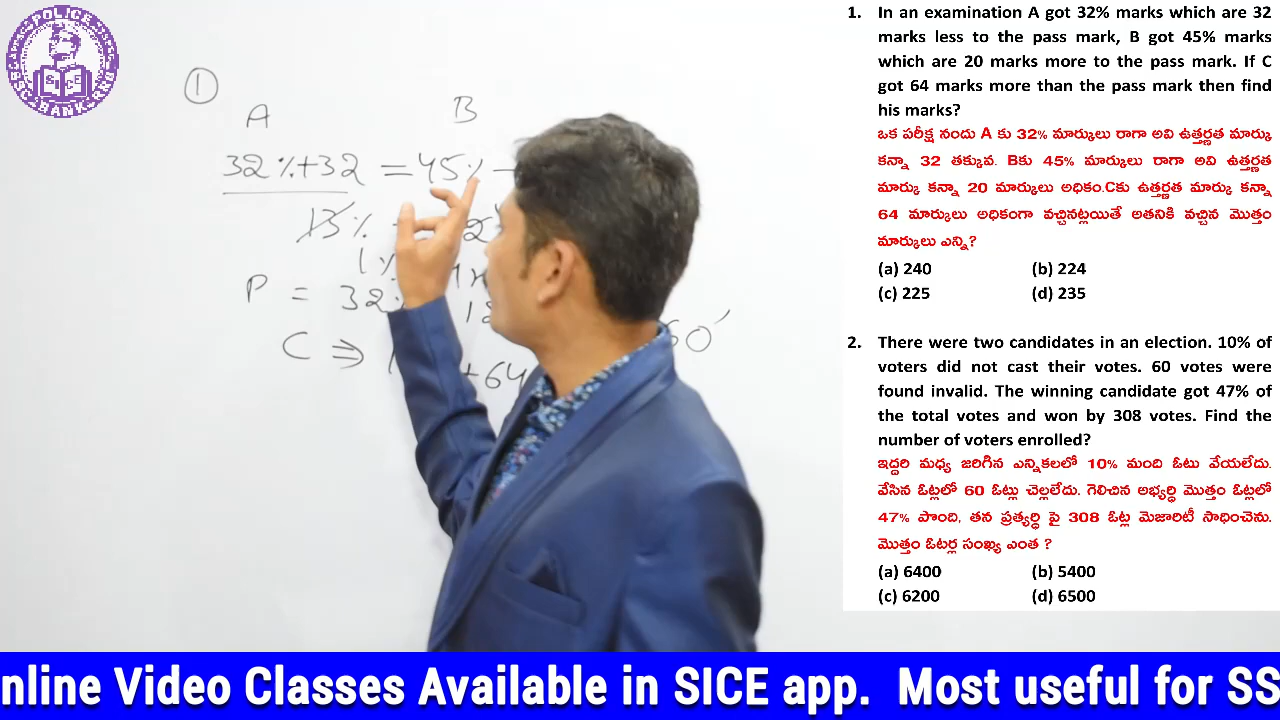 POLICE
SICE
SSC BANK RRB
1
A
B
32%+32 = 45% -
13%
1%
P = 32%
C ⇒
+64
1. In an examination A got 32% marks which are 32
marks less to the pass mark, B got 45% marks
which are 20 marks more to the pass mark. If C
got 64 marks more than the pass mark then find
his marks?
ఒక పరీక్ష నందు A కు 32% మార్కులు రాగా అవి ఉత్తీర్ణత మార్కు
కన్నా 32 తక్కువ. Bకు 45% మార్కులు రాగా అవి ఉత్తీర్ణత
మార్కు కన్నా 20 మార్కులు అధికం.Cకు ఉత్తీర్ణత మార్కు కన్నా
64 మార్కులు అధికంగా వచ్చినట్లయితే అతనికి వచ్చిన మొత్తం
మార్కులు ఎన్ని?
(a) 240 (b) 224
(c) 225 (d) 235
2. There were two candidates in an election. 10% of
voters did not cast their votes. 60 votes were
found invalid. The winning candidate got 47% of
the total votes and won by 308 votes. Find the
number of voters enrolled?
ఇద్దరి మధ్య జరిగిన ఎన్నికలలో 10% మంది ఓటు వేయలేదు.
వేసిన ఓట్లలో 60 ఓట్లు చెల్లలేదు. గెలిచిన అభ్యర్ధి మొత్తం ఓట్లలో
47% పొంది, తన ప్రత్యర్ధి పై 308 ఓట్ల మెజారిటీ సాధించెను.
మొత్తం ఓటర్ల సంఖ్య ఎంత ?
(a) 6400 (b) 5400
(c) 6200 (d) 6500
nline Video Classes Available in SICE app. Most useful for SS